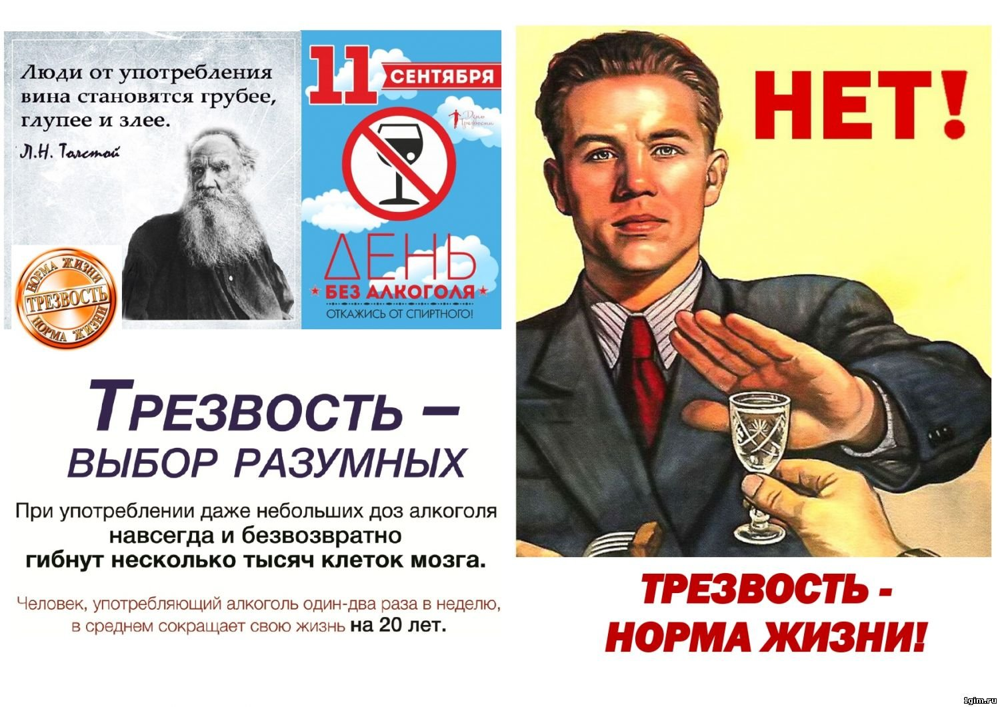 Люди от употребления
вина становятся грубее,
глупее и злее.
Л.Н. Толстой
НОРМА ЖИЗНИ
ТРЕЗВОСТЬ
НОРМА ЖИЗНИ
11
СЕНТЯБРЯ
День
Трезвости
ДЕНЬ
БЕЗ АЛКОГОЛЯ
ОТКАЖИСЬ ОТ СПИРТНОГО!
ТРЕЗВОСТЬ –
ВЫБОР РАЗУМНЫХ
При употреблении даже небольших доз алкоголя
навсегда и безвозвратно
гибнут несколько тысяч клеток мозга.
Человек, употребляющий алкоголь один-два раза в неделю,
в среднем сокращает свою жизнь на 20 лет.
НЕТ!
ТРЕЗВОСТЬ -
НОРМА ЖИЗНИ!
1gim.ru